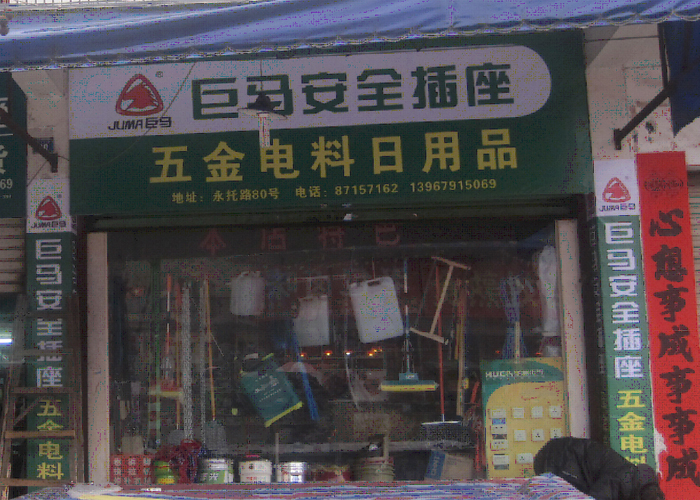 巨马安全插座
JUMA巨马
五金电料日用品
地址：永托路80号 电话：87157162 13967915069
JUMA巨马
巨马安全插座
五金电料
JUMA巨马
巨马安全插座
五金电料
心想事成事事成
69